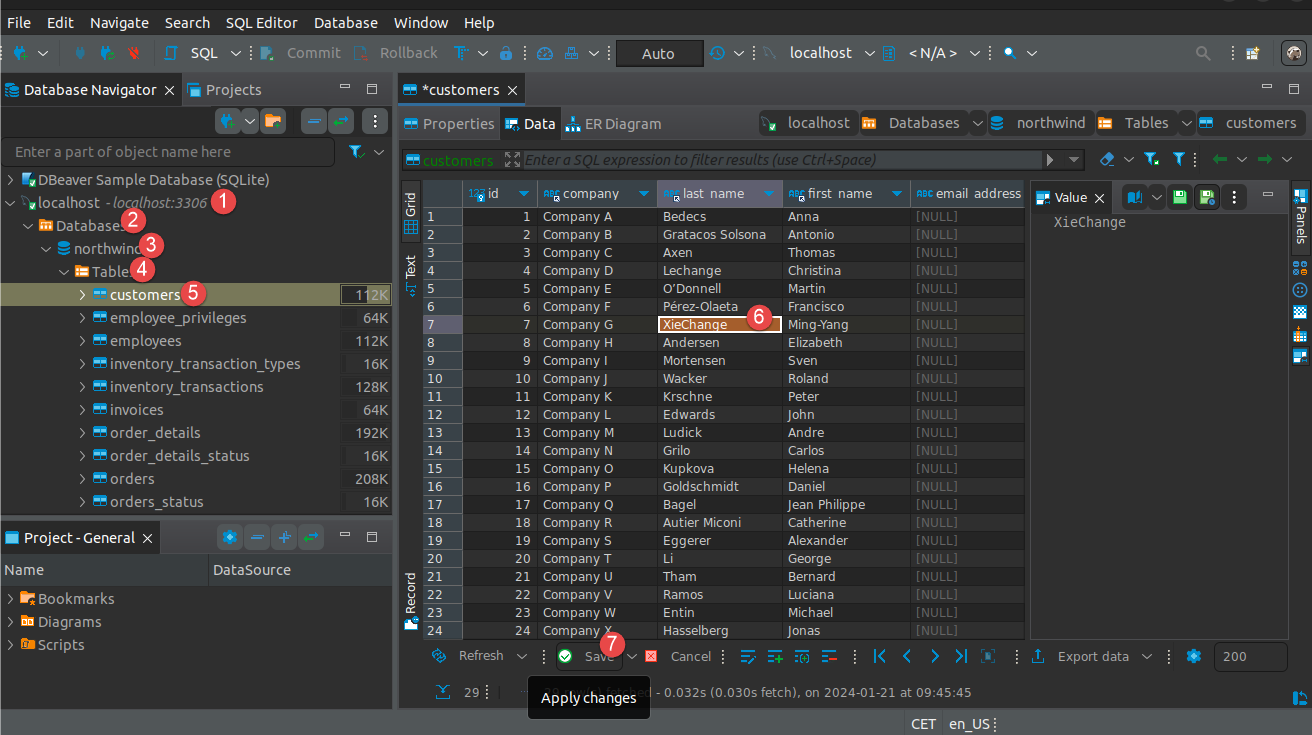 File Edit Navigate Search SQL Editor Database Window Help
SQL Commit Rollback Auto localhost < N/A >
Database Navigator Projects
*customers
Properties Data ER Diagram localhost Databases northwind Tables customers
Enter a part of object name here
customers Enter a SQL expression to filter results (use Ctrl+Space)
DBeaver Sample Database (SQLite)
localhost - localhost:3306 1
Databases 2
northwind 3
Tables 4
customers 5 112K
employee_privileges 64K
employees 112K
inventory_transaction_types 16K
inventory_transactions 128K
invoices 64K
order_details 192K
order_details_status 16K
orders 208K
orders_status 16K
Project - General
Name DataSource
Bookmarks
Diagrams
Scripts
Grid
Text
Record
123 id ABC company ABC last_name ABC first_name ABC email_address
1 1 Company A Bedecs Anna [NULL]
2 2 Company B Gratacos Solsona Antonio [NULL]
3 3 Company C Axen Thomas [NULL]
4 4 Company D Lechange Christina [NULL]
5 5 Company E O’Donnell Martin [NULL]
6 6 Company F Pérez-Olaeta Francisco [NULL]
7 7 Company G XieChange 6 Ming-Yang [NULL]
8 8 Company H Andersen Elizabeth [NULL]
9 9 Company I Mortensen Sven [NULL]
10 10 Company J Wacker Roland [NULL]
11 11 Company K Krschne Peter [NULL]
12 12 Company L Edwards John [NULL]
13 13 Company M Ludick Andre [NULL]
14 14 Company N Grilo Carlos [NULL]
15 15 Company O Kupkova Helena [NULL]
16 16 Company P Goldschmidt Daniel [NULL]
17 17 Company Q Bagel Jean Philippe [NULL]
18 18 Company R Autier Miconi Catherine [NULL]
19 19 Company S Eggerer Alexander [NULL]
20 20 Company T Li George [NULL]
21 21 Company U Tham Bernard [NULL]
22 22 Company V Ramos Luciana [NULL]
23 23 Company W Entin Michael [NULL]
24 24 Company X Hasselberg Jonas [NULL]
Value
XieChange
Panels
Refresh Save 7 Cancel Export data 200
29 fetched - 0.032s (0.030s fetch), on 2024-01-21 at 09:45:45
Apply changes
CET en_US